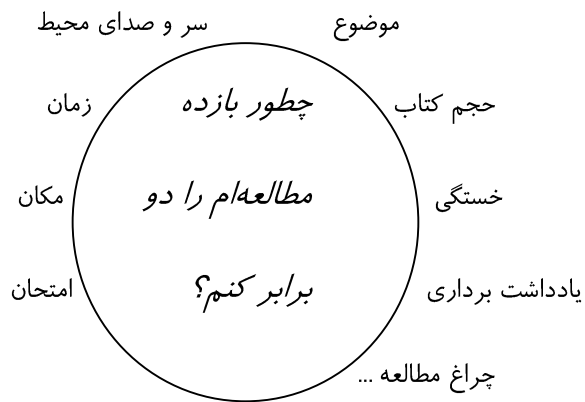 موضوع
سر و صدای محیط
حجم کتاب
چطور بازده
زمان
خستگی
مطالعه‌ام را دو
مکان
یادداشت برداری
برابر کنم؟
امتحان
چراغ مطالعه ...